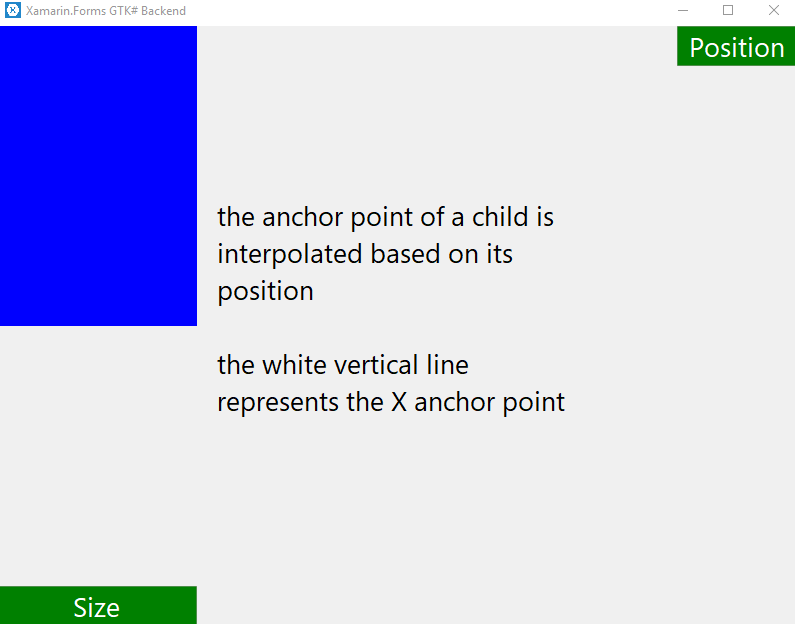 Xamarin.Forms GTK# Backend
Position
the anchor point of a child is
interpolated based on its
position
the white vertical line
represents the X anchor point
Size